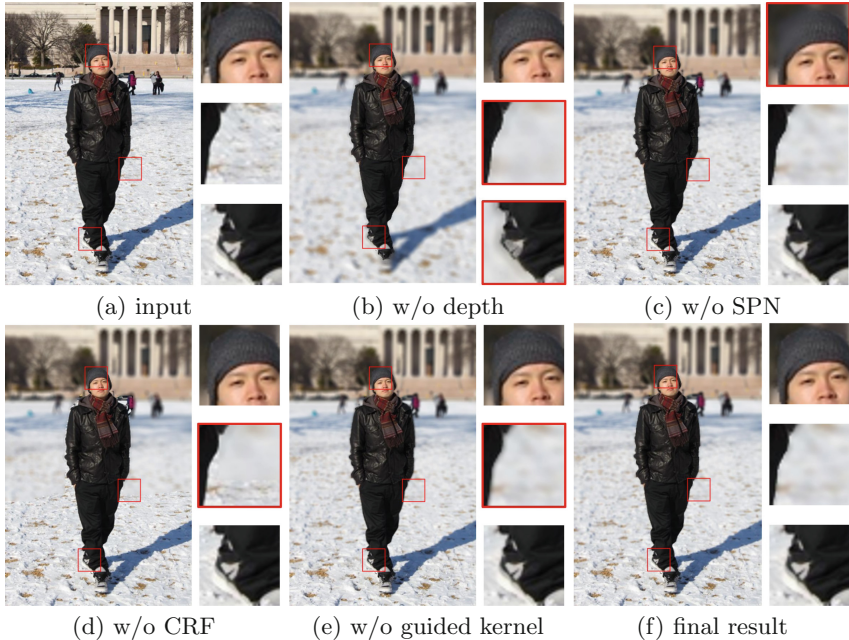 (a) input
(b) w/o depth
(c) w/o SPN
(d) w/o CRF
(e) w/o guided kernel
(f) final result